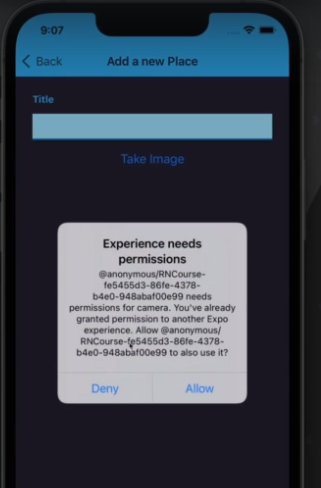 9:07
Back
Add a new Place
Title
Take Image
Experience needs
permissions
@anonymous/RNCourse-
fe5455d3-86fe-4378-
b4e0-948abaf00e99 needs
permissions for camera. You've already
granted permission to another Expo
experience. Allow @anonymous/
RNCourse-fe5455d3-86fe-4378-
b4e0-948abaf00e99 to also use it?
Deny
Allow